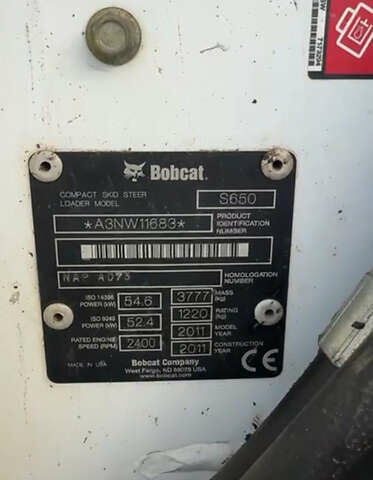 Bobcat
COMPACT SKID STEER
LOADER MODEL
S650
*A3NW11683*
PRODUCT
IDENTIFICATION
NUMBER
HOMOLOGATION
NUMBER
ISO 14396
POWER (kW)
54.6
3777
MASS
(kg)
ISO 9249
POWER (kW)
52.4
1220
RATING
(kg)
2011
MODEL
YEAR
RATED ENGINE
SPEED (RPM)
2400
2011
CONSTRUCTION
YEAR
MADE IN USA
Bobcat Company
West Fargo, ND 58078 USA
www.bobcat.com
CE